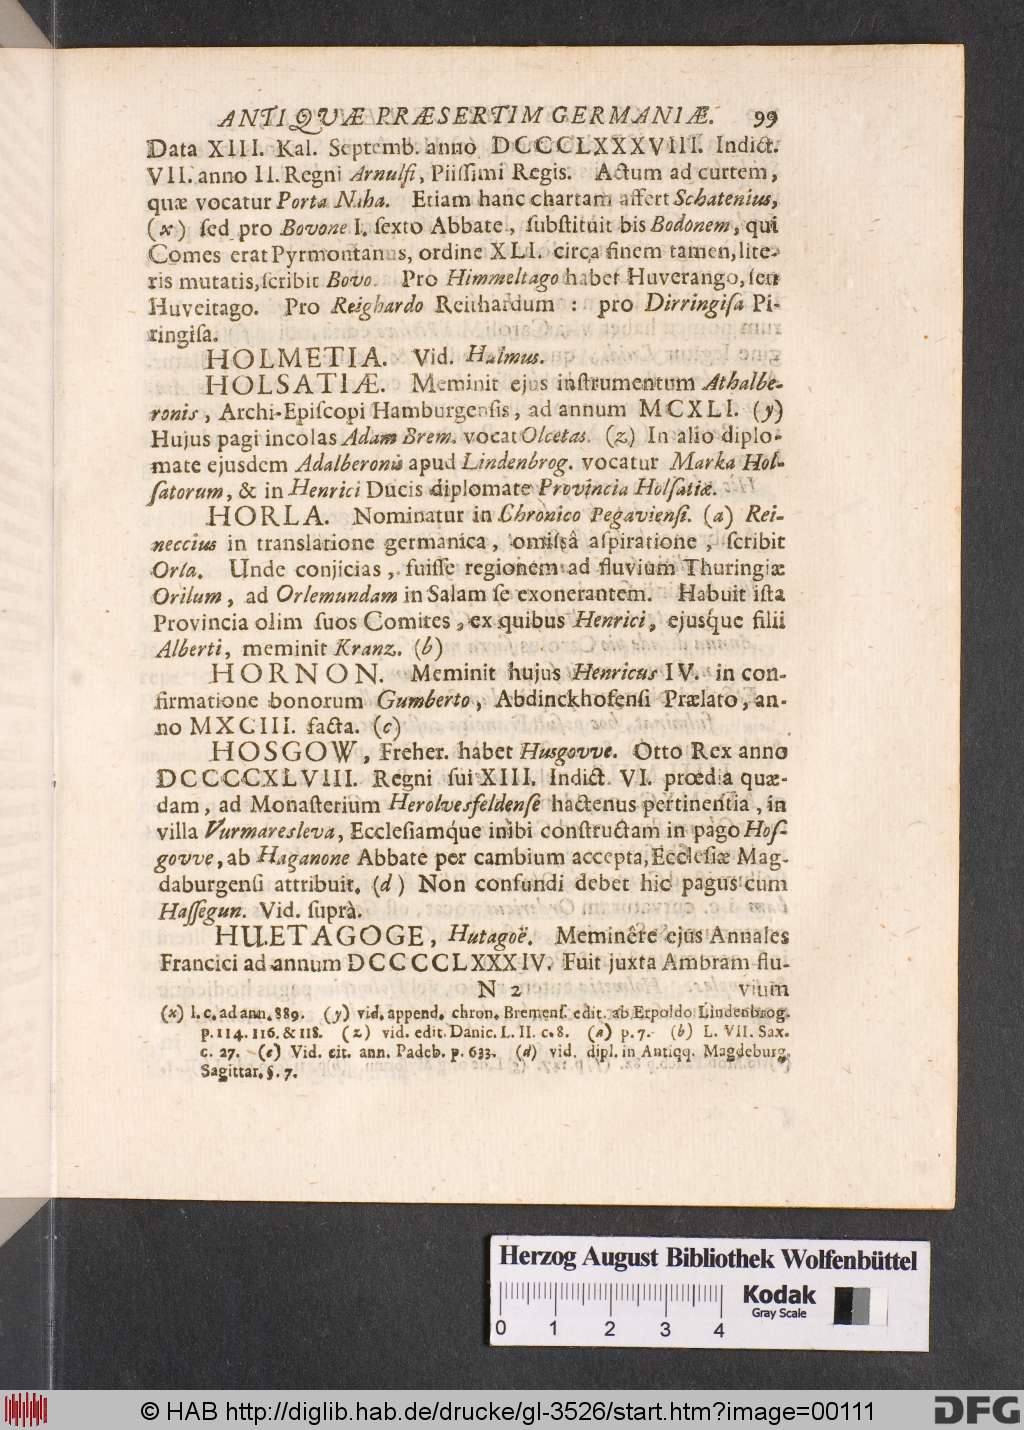 ANTIQVÆ PRÆSERTIM GERMANIÆ. 99
Data XIII. Kal. Septemb. anno DCCCLXXXVIII. Indict.
VII. anno II. Regni Arnulfi, Piiſſimi Regis. Actum ad curtem,
quæ vocatur Porta Niha. Etiam hanc chartam affert Schatenius,
(x) ſed pro Bovone I. ſexto Abbate, ſubſtituit bis Bodonem, qui
Comes erat Pyrmontanus, ordine XLI. circa finem tamen, lite-
ris mutatis, ſcribit Bovo. Pro Himmeltago habet Huverango, ſeu
Huveitago. Pro Reighardo Reithardum : pro Dirringiſa Pi-
ringiſa.
HOLMETIA. Vid. Halmus.
HOLSATIÆ. Meminit ejus inſtrumentum Athalbe-
ronis, Archi-Epiſcopi Hamburgenſis, ad annum MCXLI. (y)
Hujus pagi incolas Adam Brem. vocat Olcetas. (z) In alio diplo-
mate ejusdem Adalberonis apud Lindenbrog. vocatur Marka Hol-
ſatorum, & in Henrici Ducis diplomate Provincia Holſatiæ.
HORLA. Nominatur in Chronico Pegavienſi. (a) Rei-
neccius in translatione germanica, omiſsâ aſpiratione, ſcribit
Orla. Unde conjicias, fuiſſe regionem ad fluvium Thuringiæ
Orilum, ad Orlemundam in Salam ſe exonerantem. Habuit iſta
Provincia olim ſuos Comites, ex quibus Henrici, ejusq́ue filii
Alberti, meminit Kranz. (b)
HORNON. Meminit hujus Henricus IV. in con-
firmatione bonorum Gumberto, Abdinckhofenſi Prælato, an-
no MXCIII. facta. (c)
HOSGOW, Freher. habet Husgovve. Otto Rex anno
DCCCCXLVIII. Regni ſui XIII. Indict. VI. prœdia quæ-
dam, ad Monaſterium Herolvesfeldenſe hactenus pertinentia, in
villa Vurmaresleva, Eccleſiamq́ue inibi conſtructam in pago Hoſ-
govve, ab Haganone Abbate per cambium accepta, Eccleſiæ Mag-
daburgenſi attribuit. (d) Non confundi debet hic pagus cum
Haſſegun. Vid. ſuprà.
HUETAGOGE, Hutagoë. Meminêre ejus Annales
Francici ad annum DCCCCLXXXIV. Fuit juxta Ambram flu-
N 2 vium
(x) l. c. ad ann. 889. (y) vid. append. chron. Bremenſ. edit. ab Erpoldo Lindenbrog.
p. 114. 116. & 118. (z) vid. edit. Danic. L. II. c. 8. (a) p. 7. (b) L. VII. Sax.
c. 27. (c) Vid. cit. ann. Padeb. p. 633. (d) vid. dipl. in Antiqq. Magdeburg.
Sagittar. §. 7.
Herzog August Bibliothek Wolfenbüttel
Kodak
Gray Scale
0 1 2 3 4
© HAB http://diglib.hab.de/drucke/gl-3526/start.htm?image=00111
DFG